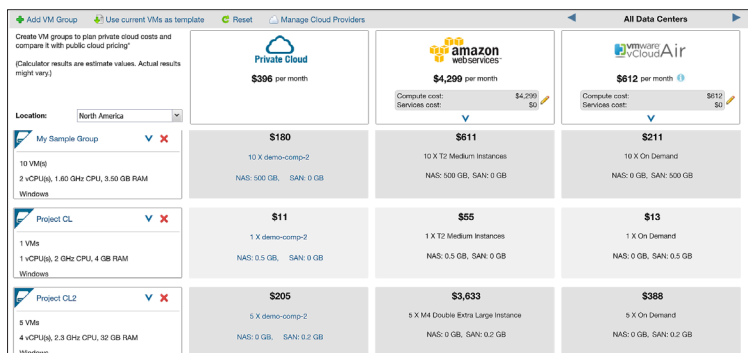 Add VM Group Use current VMs as template Reset Manage Cloud Providers All Data Centers
Create VM groups to plan private cloud costs and
compare it with public cloud pricing"
(Calculator results are estimate values. Actual results
might vary.)
Location: North America
Private Cloud
$396 per month
amazon
webservices™
$4,299 per month
Compute cost: $4,299
Services cost: $0
vmware
vCloud Air
$612 per month
Compute cost: $612
Services cost: $0
My Sample Group
10 VM(s)
2 vCPU(s), 1.60 GHz CPU, 3.50 GB RAM
Windows
$180
10 X demo-comp-2
NAS: 500 GB, SAN: 0 GB
$611
10 X T2 Medium Instances
NAS: 500 GB, SAN: 0 GB
$211
10 X On Demand
NAS: 0 GB, SAN: 500 GB
Project CL
1 VMs
1 vCPU(s), 2 GHz CPU, 4 GB RAM
Windows
$11
1 X demo-comp-2
NAS: 0.5 GB, SAN: 0 GB
$55
1 X T2 Medium Instances
NAS: 0.5 GB, SAN: 0 GB
$13
1 X On Demand
NAS: 0 GB, SAN: 0.5 GB
Project CL2
5 VMs
4 vCPU(s), 2.3 GHz CPU, 32 GB RAM
Windows
$205
5 X demo-comp-2
NAS: 0 GB, SAN: 0.2 GB
$3,633
5 X M4 Double Extra Large Instance
NAS: 0 GB, SAN: 0.2 GB
$388
5 X On Demand
NAS: 0 GB, SAN: 0.2 GB